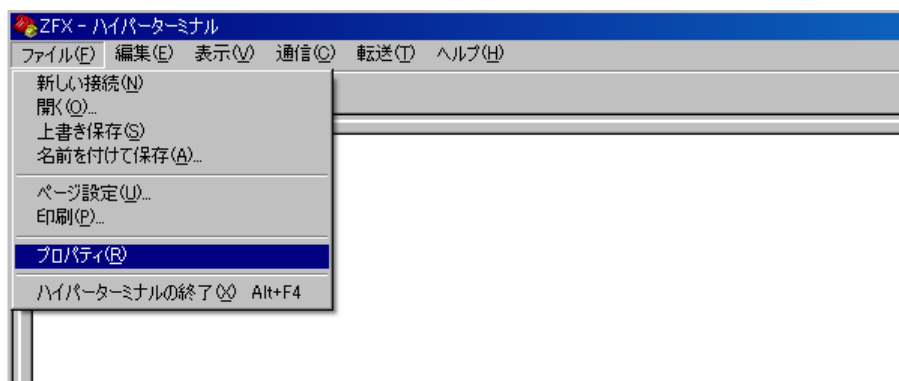 ZFX - ハイパーターミナル
ファイル(F) 編集(E) 表示(V) 通信(C) 転送(T) ヘルプ(H)
新しい接続(N)
開く(O)...
上書き保存(S)
名前を付けて保存(A)...
ページ設定(U)...
印刷(P)...
プロパティ(R)
ハイパーターミナルの終了(X) Alt+F4